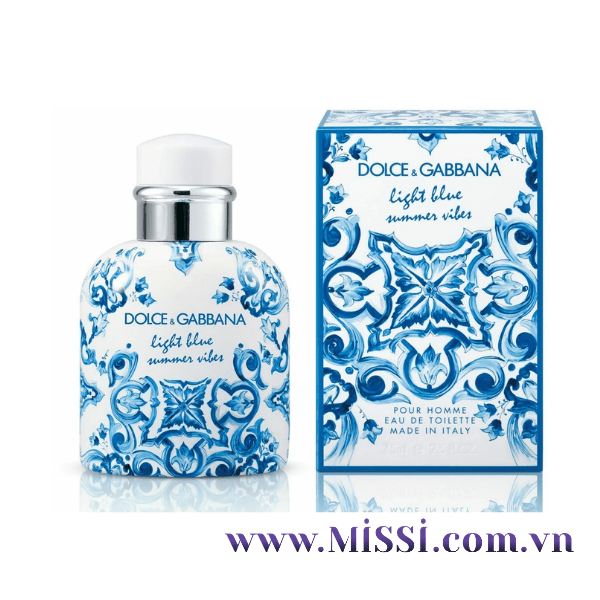 DOLCE & GABBANA
light blue
summer vibes
DOLCE & GABBANA
light blue
summer vibes
POUR HOMME
EAU DE TOILETTE
MADE IN ITALY
www.MiSSi.com.vn